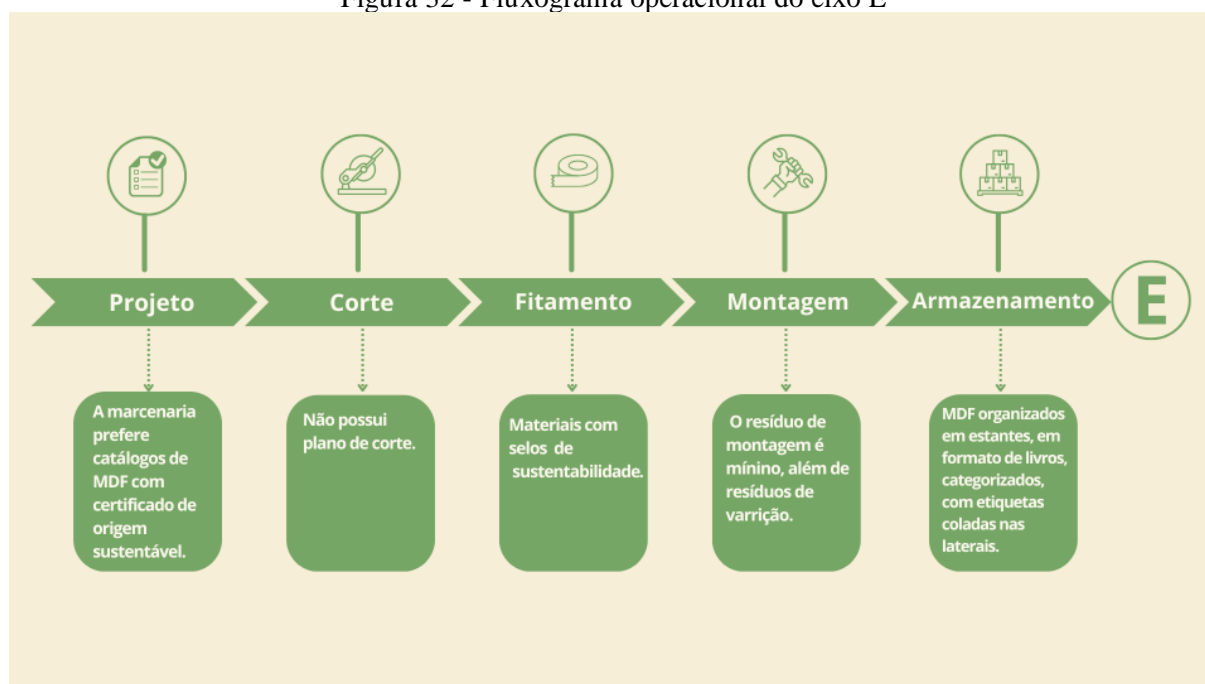 Figura 32 - Fluxograma operacional do eixo E
Projeto
Corte
Fitamento
Montagem
Armazenamento
E
A marcenaria
prefere
catálogos de
MDF com
certificado de
origem
sustentável.
Não possui
plano de corte.
Materiais com
selos de
sustentabilidade.
O resíduo de
montagem é
mínino, além de
resíduos de
varrição.
MDF organizados
em estantes, em
formato de livros,
categorizados,
com etiquetas
coladas nas
laterais.